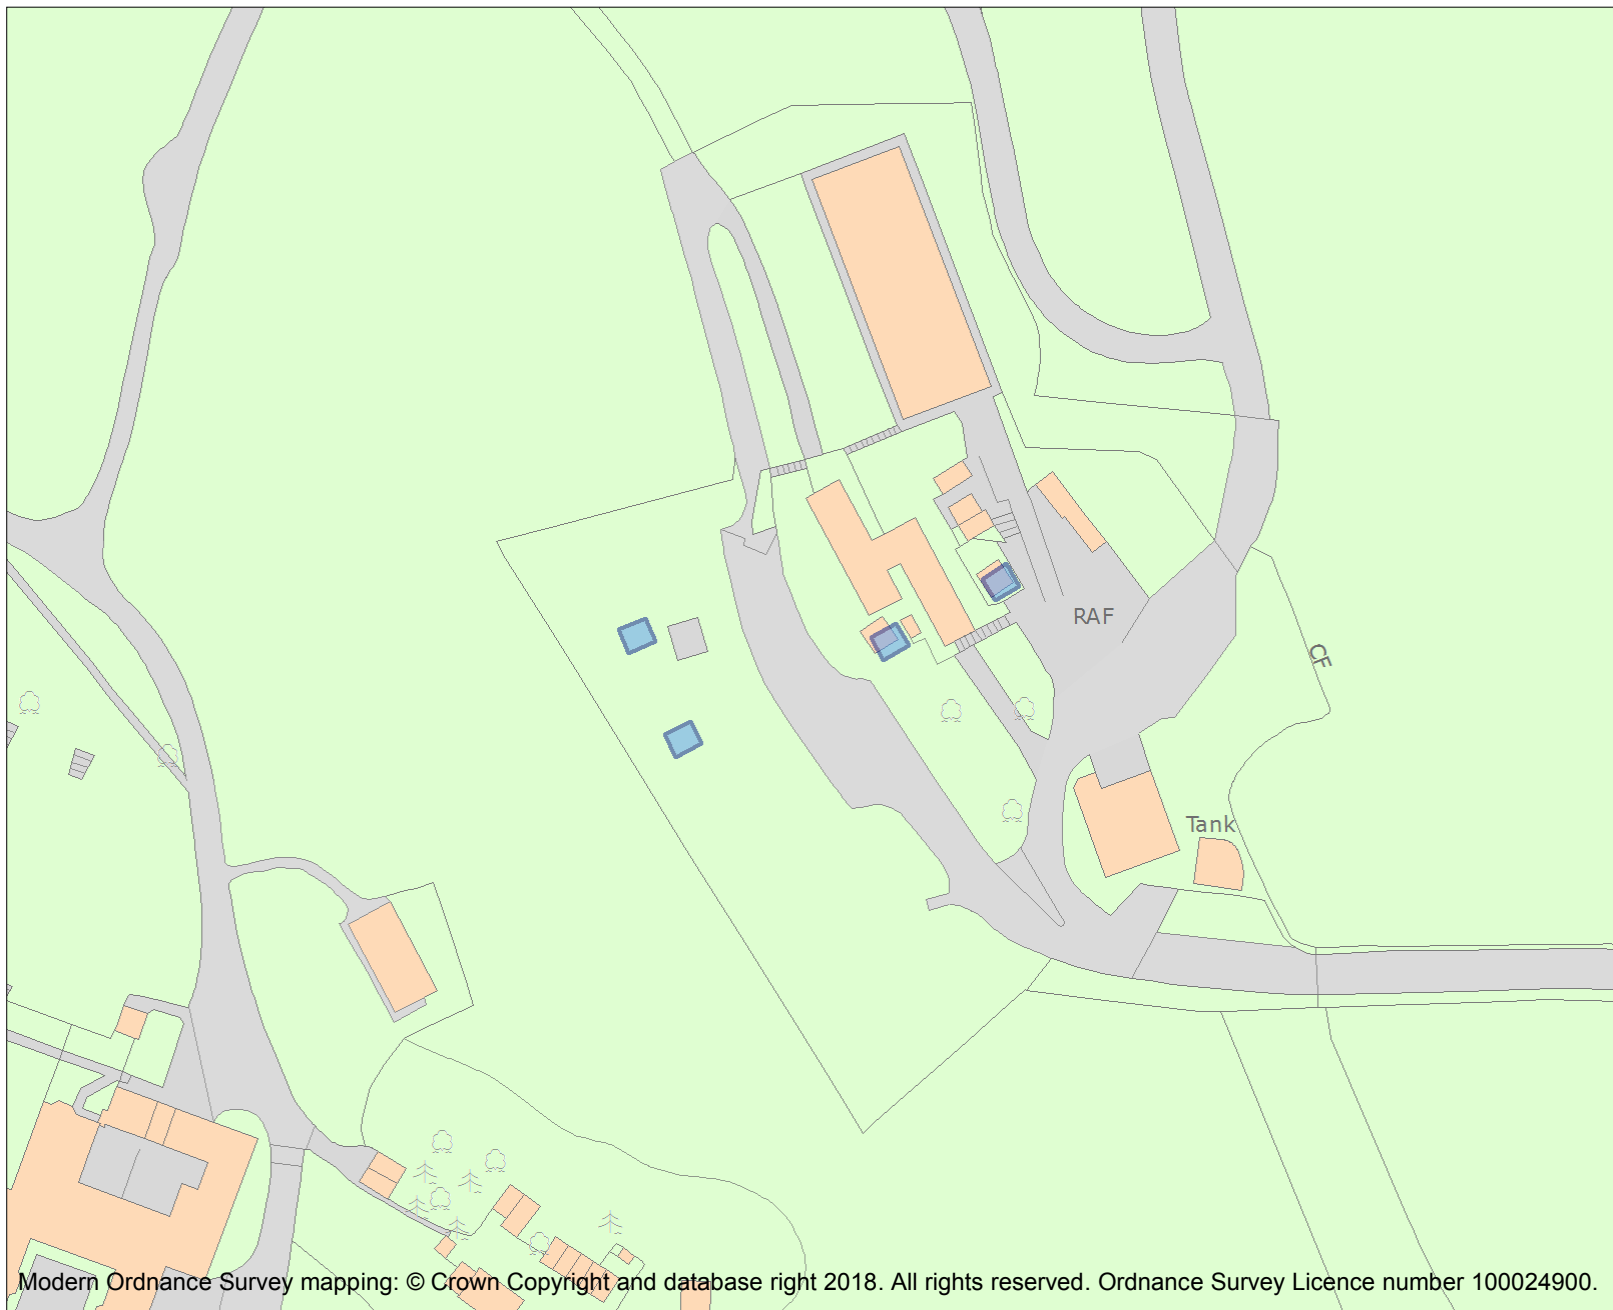 RAF
CF
Tank
Modern Ordnance Survey mapping: © Crown Copyright and database right 2018. All rights reserved. Ordnance Survey Licence number 100024900.